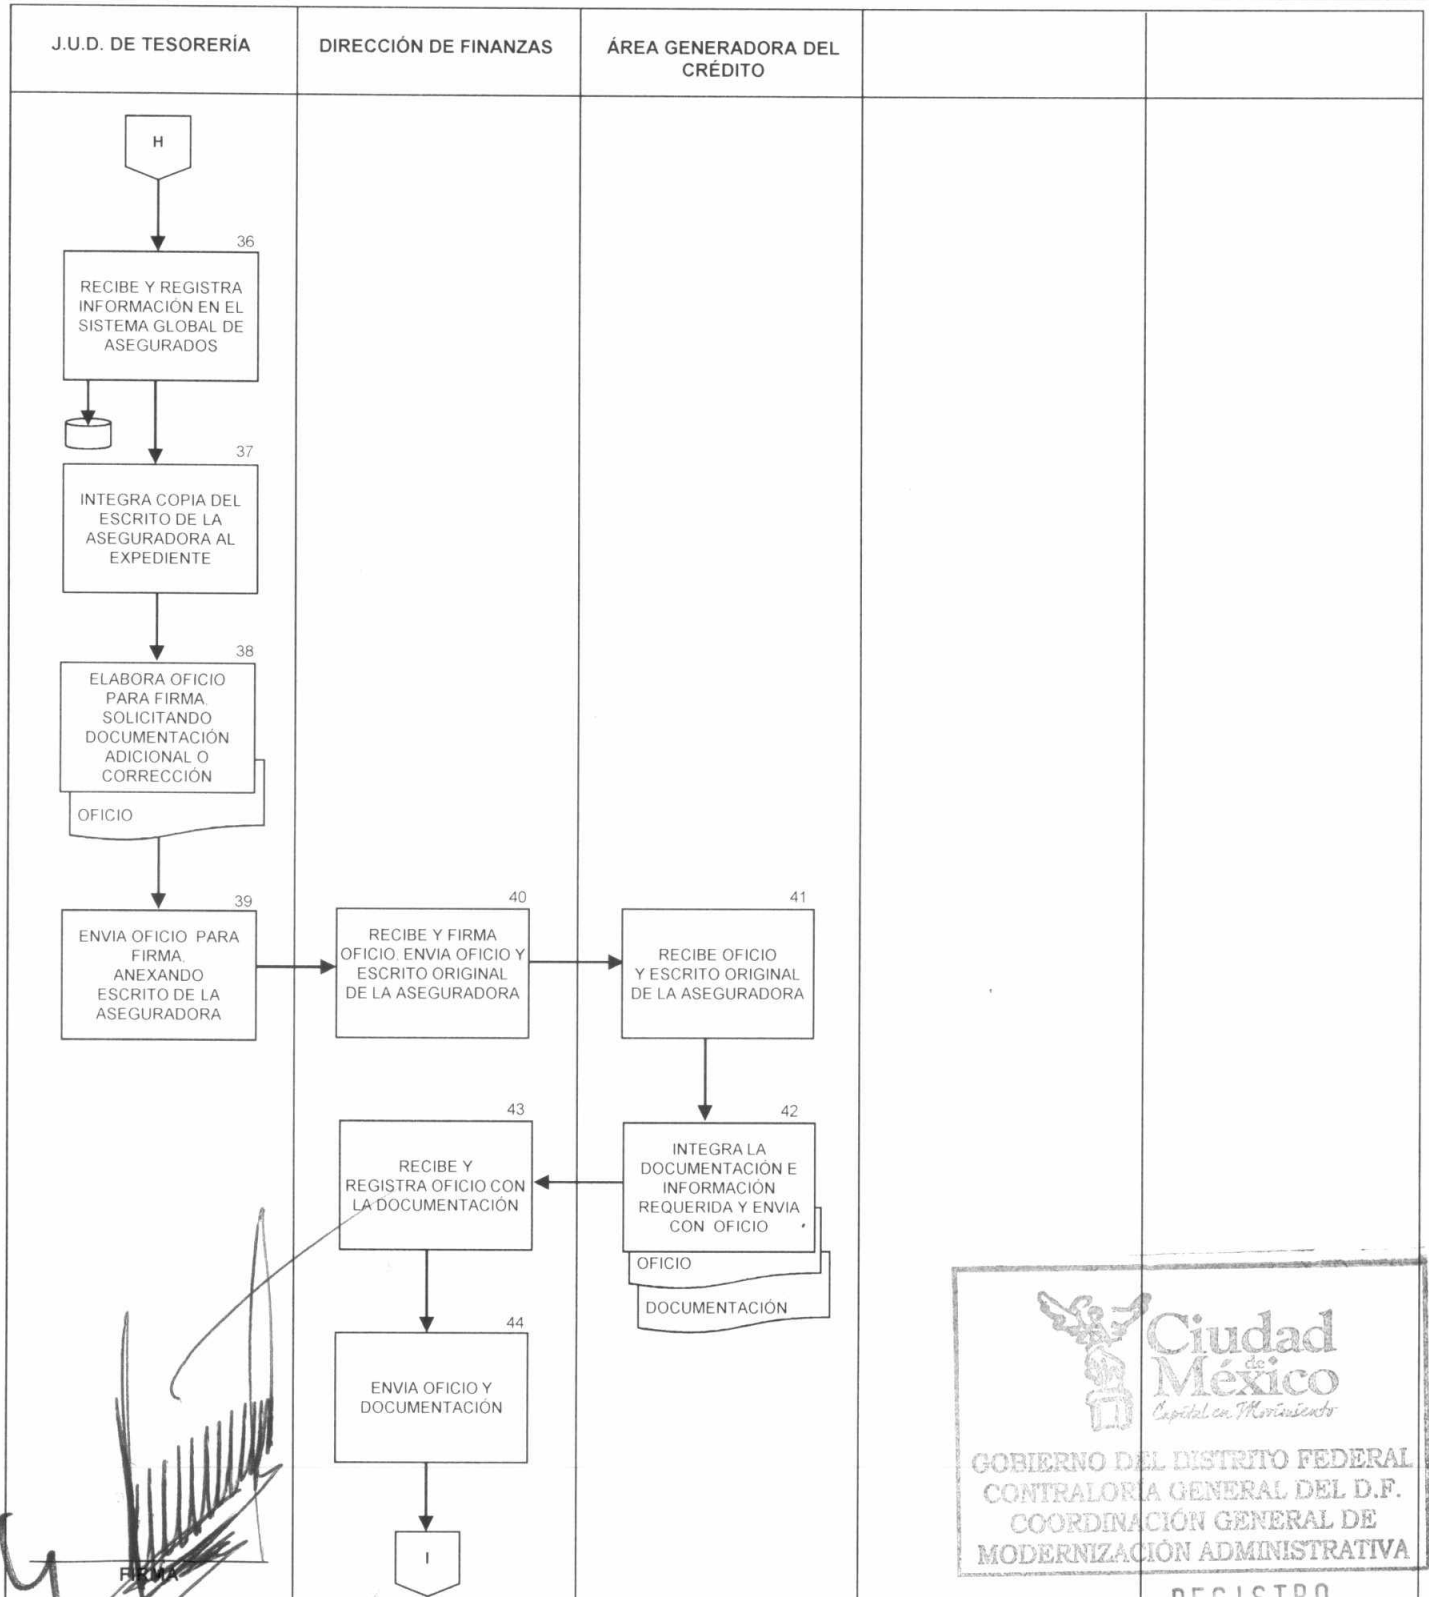 J.U.D. DE TESORERÍA
DIRECCIÓN DE FINANZAS
ÁREA GENERADORA DEL
CRÉDITO
H
36
RECIBE Y REGISTRA
INFORMACIÓN EN EL
SISTEMA GLOBAL DE
ASEGURADOS
37
INTEGRA COPIA DEL
ESCRITO DE LA
ASEGURADORA AL
EXPEDIENTE
38
ELABORA OFICIO
PARA FIRMA,
SOLICITANDO
DOCUMENTACIÓN
ADICIONAL O
CORRECCIÓN
OFICIO
39
ENVIA OFICIO PARA
FIRMA,
ANEXANDO
ESCRITO DE LA
ASEGURADORA
40
RECIBE Y FIRMA
OFICIO, ENVIA OFICIO Y
ESCRITO ORIGINAL
DE LA ASEGURADORA
41
RECIBE OFICIO
Y ESCRITO ORIGINAL
DE LA ASEGURADORA
42
INTEGRA LA
DOCUMENTACIÓN E
INFORMACIÓN
REQUERIDA Y ENVIA
CON OFICIO
OFICIO
DOCUMENTACIÓN
43
RECIBE Y
REGISTRA OFICIO CON
LA DOCUMENTACIÓN
44
ENVIA OFICIO Y
DOCUMENTACIÓN
I
FIRMA
Ciudad
de
México
Capital en Movimiento
GOBIERNO DEL DISTRITO FEDERAL
CONTRALORÍA GENERAL DEL D.F.
COORDINACIÓN GENERAL DE
MODERNIZACIÓN ADMINISTRATIVA
REGISTRO